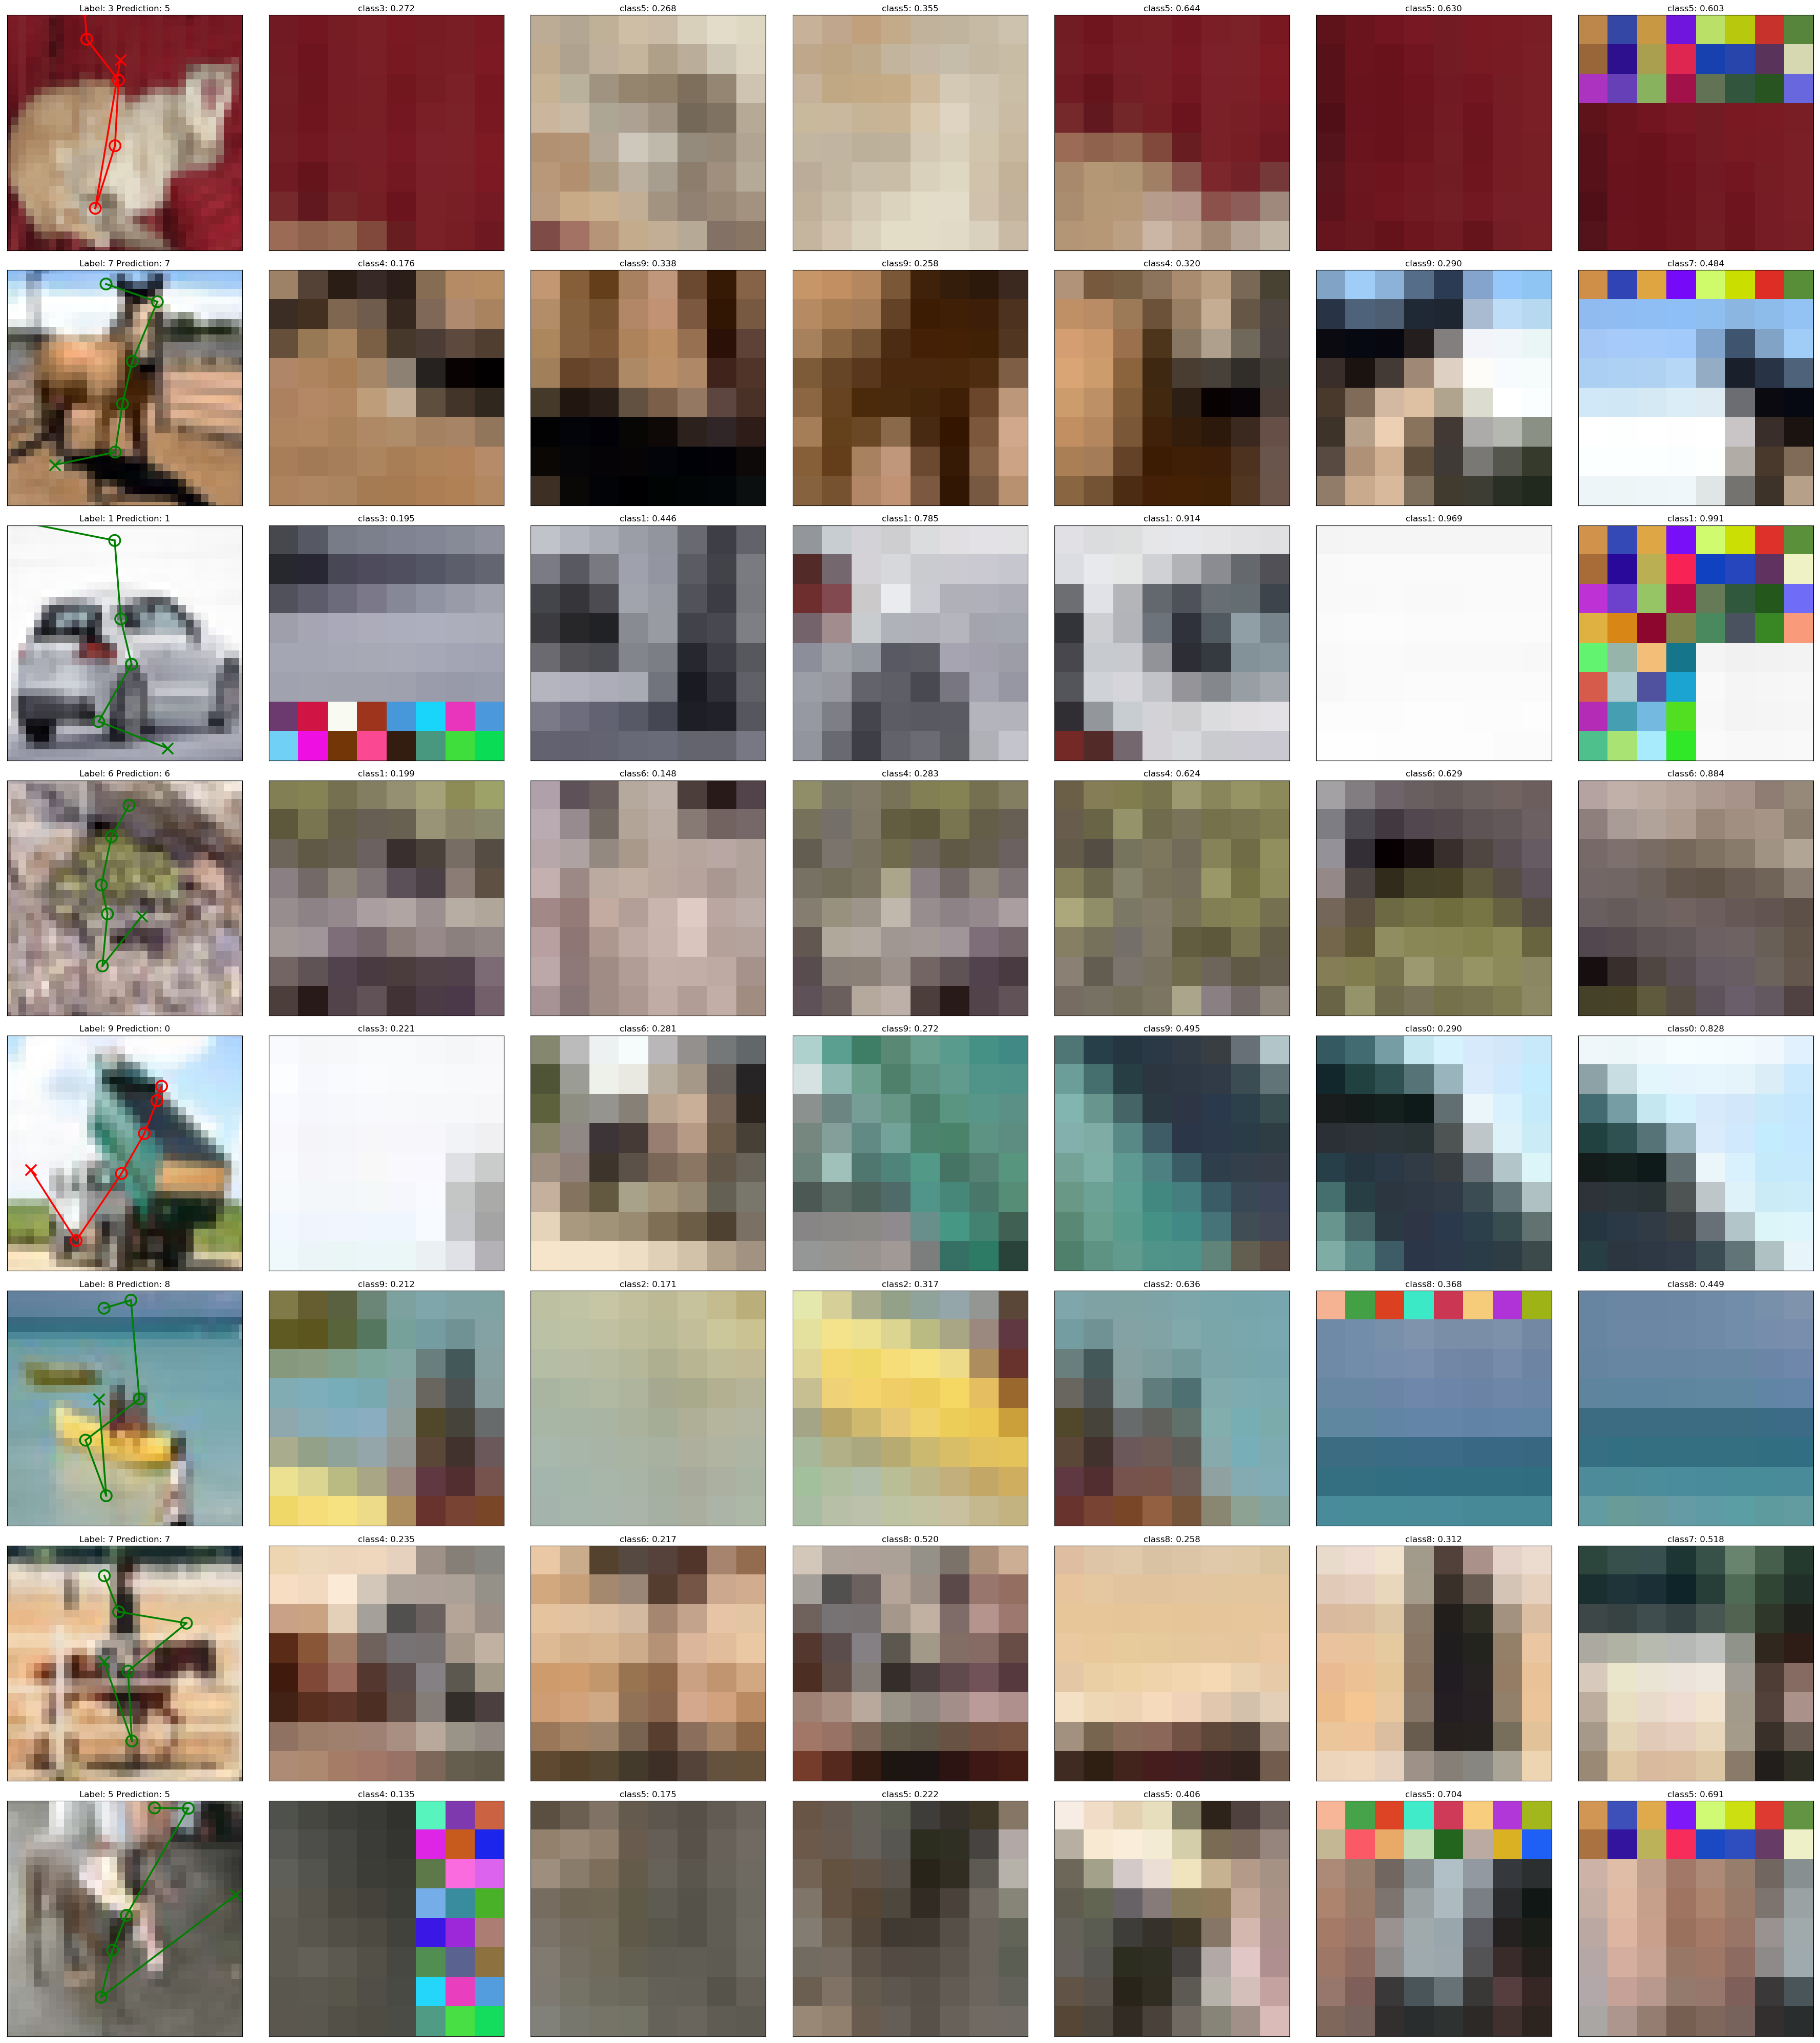 Label: 3 Prediction: 5 class3: 0.272 class5: 0.268 class5: 0.355 class5: 0.644 class5: 0.630 class5: 0.603
Label: 7 Prediction: 7 class4: 0.176 class9: 0.338 class9: 0.258 class4: 0.320 class9: 0.290 class7: 0.484
Label: 1 Prediction: 1 class3: 0.195 class1: 0.446 class1: 0.785 class1: 0.914 class1: 0.969 class1: 0.991
Label: 6 Prediction: 6 class1: 0.199 class6: 0.148 class4: 0.283 class4: 0.624 class6: 0.629 class6: 0.884
Label: 9 Prediction: 0 class3: 0.221 class6: 0.281 class9: 0.272 class9: 0.495 class0: 0.290 class0: 0.828
Label: 8 Prediction: 8 class9: 0.212 class2: 0.171 class2: 0.317 class2: 0.636 class8: 0.368 class8: 0.449
Label: 7 Prediction: 7 class4: 0.235 class6: 0.217 class8: 0.520 class8: 0.258 class8: 0.312 class7: 0.518
Label: 5 Prediction: 5 class4: 0.135 class5: 0.175 class5: 0.222 class5: 0.406 class5: 0.704 class5: 0.691